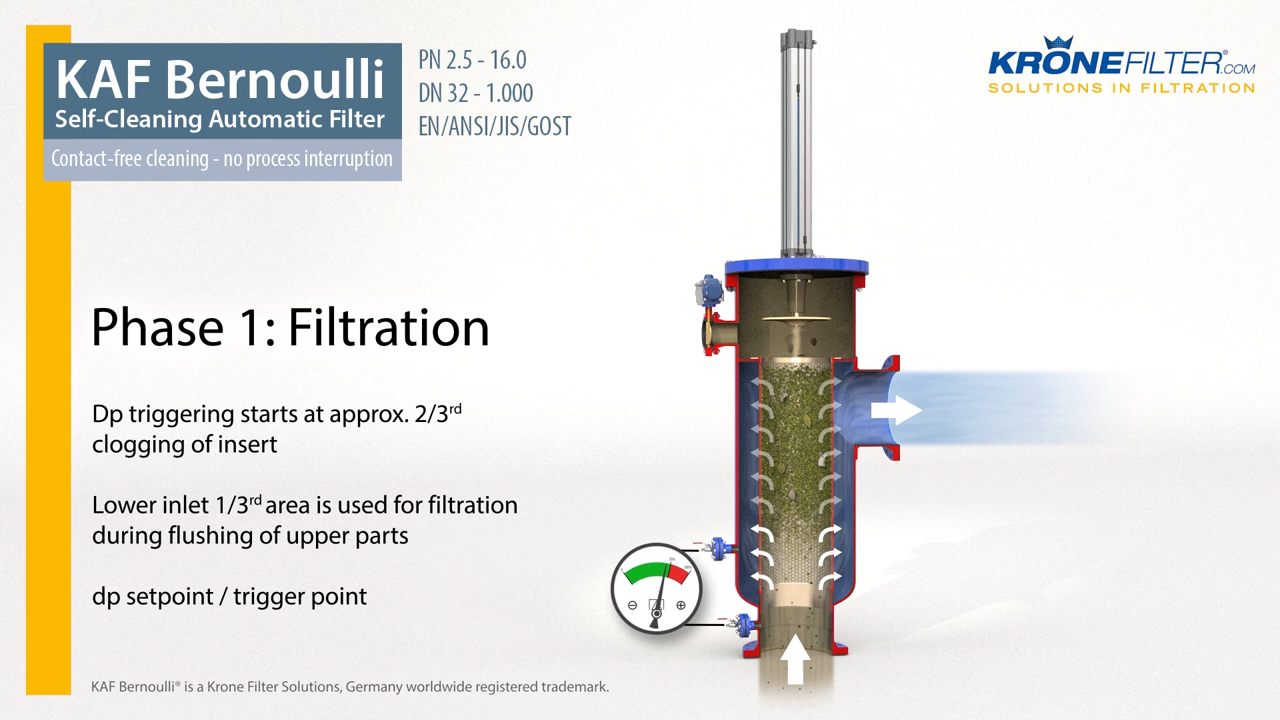 KAF Bernoulli
Self-Cleaning Automatic Filter
Contact-free cleaning - no process interruption
PN 2.5 - 16.0
DN 32 - 1.000
EN/ANSI/JIS/GOST
KRONEFILTER®.COM
SOLUTIONS IN FILTRATION
Phase 1: Filtration
Dp triggering starts at approx. 2/3rd
clogging of insert
Lower inlet 1/3rd area is used for filtration
during flushing of upper parts
dp setpoint / trigger point
KAF Bernoulli® is a Krone Filter Solutions, Germany worldwide registered trademark.